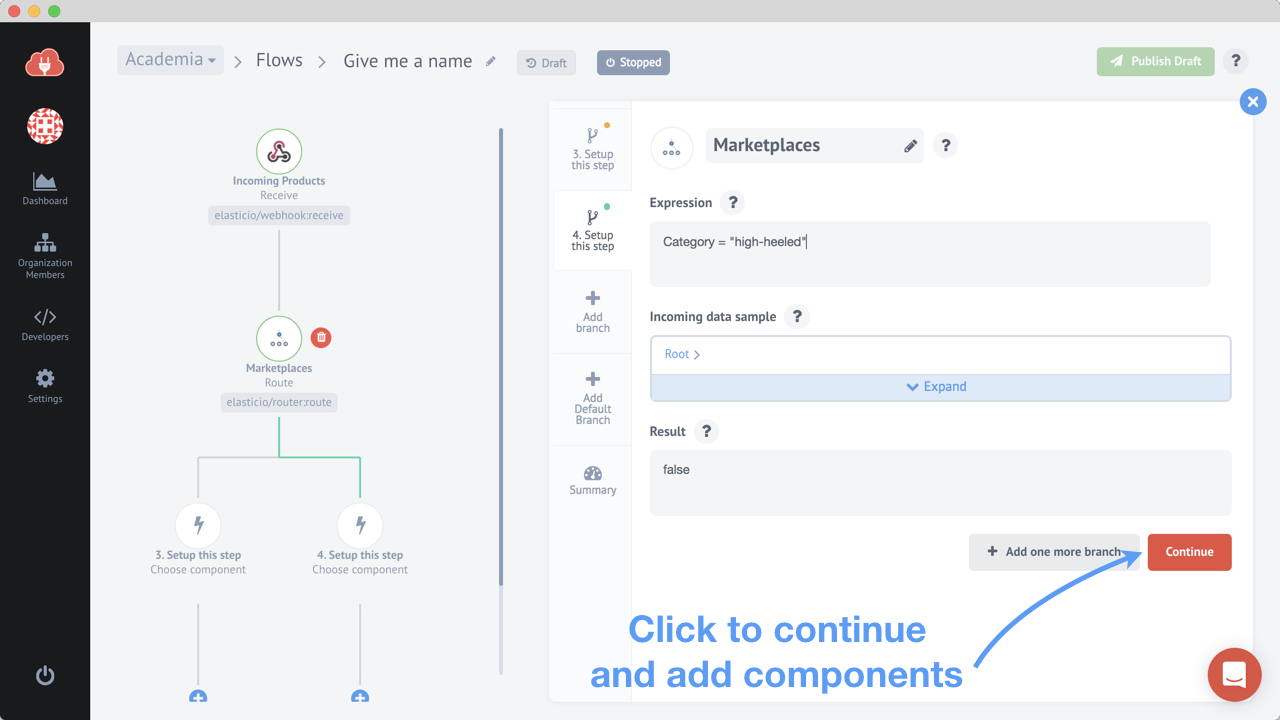 Academia
Flows
Give me a name
Draft
Stopped
Publish Draft
?
Dashboard
Organization
Members
Developers
Settings
Incoming Products
Receive
elasticio/webhook:receive
Marketplaces
Route
elasticio/router:route
3. Setup this step
Choose component
4. Setup this step
Choose component
3. Setup
this step
4. Setup
this step
Add
branch
Add
Default
Branch
Summary
Marketplaces
?
Expression ?
Category = "high-heeled"
Incoming data sample ?
Root >
Expand
Result ?
false
Add one more branch
Continue
Click to continue
and add components